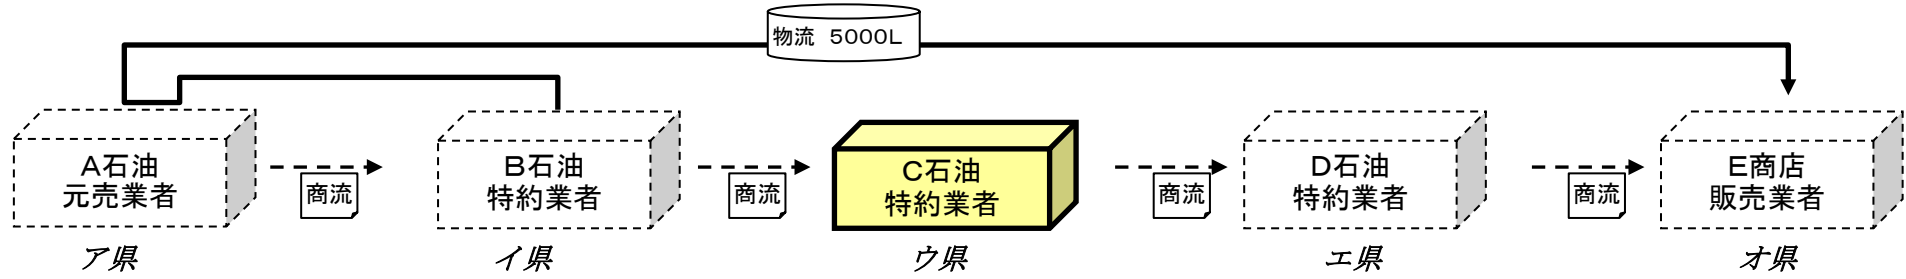 物流 5000L
A石油
元売業者
商流
B石油
特約業者
商流
C石油
特約業者
商流
D石油
特約業者
商流
E商店
販売業者
ア県
イ県
ウ県
エ県
オ県